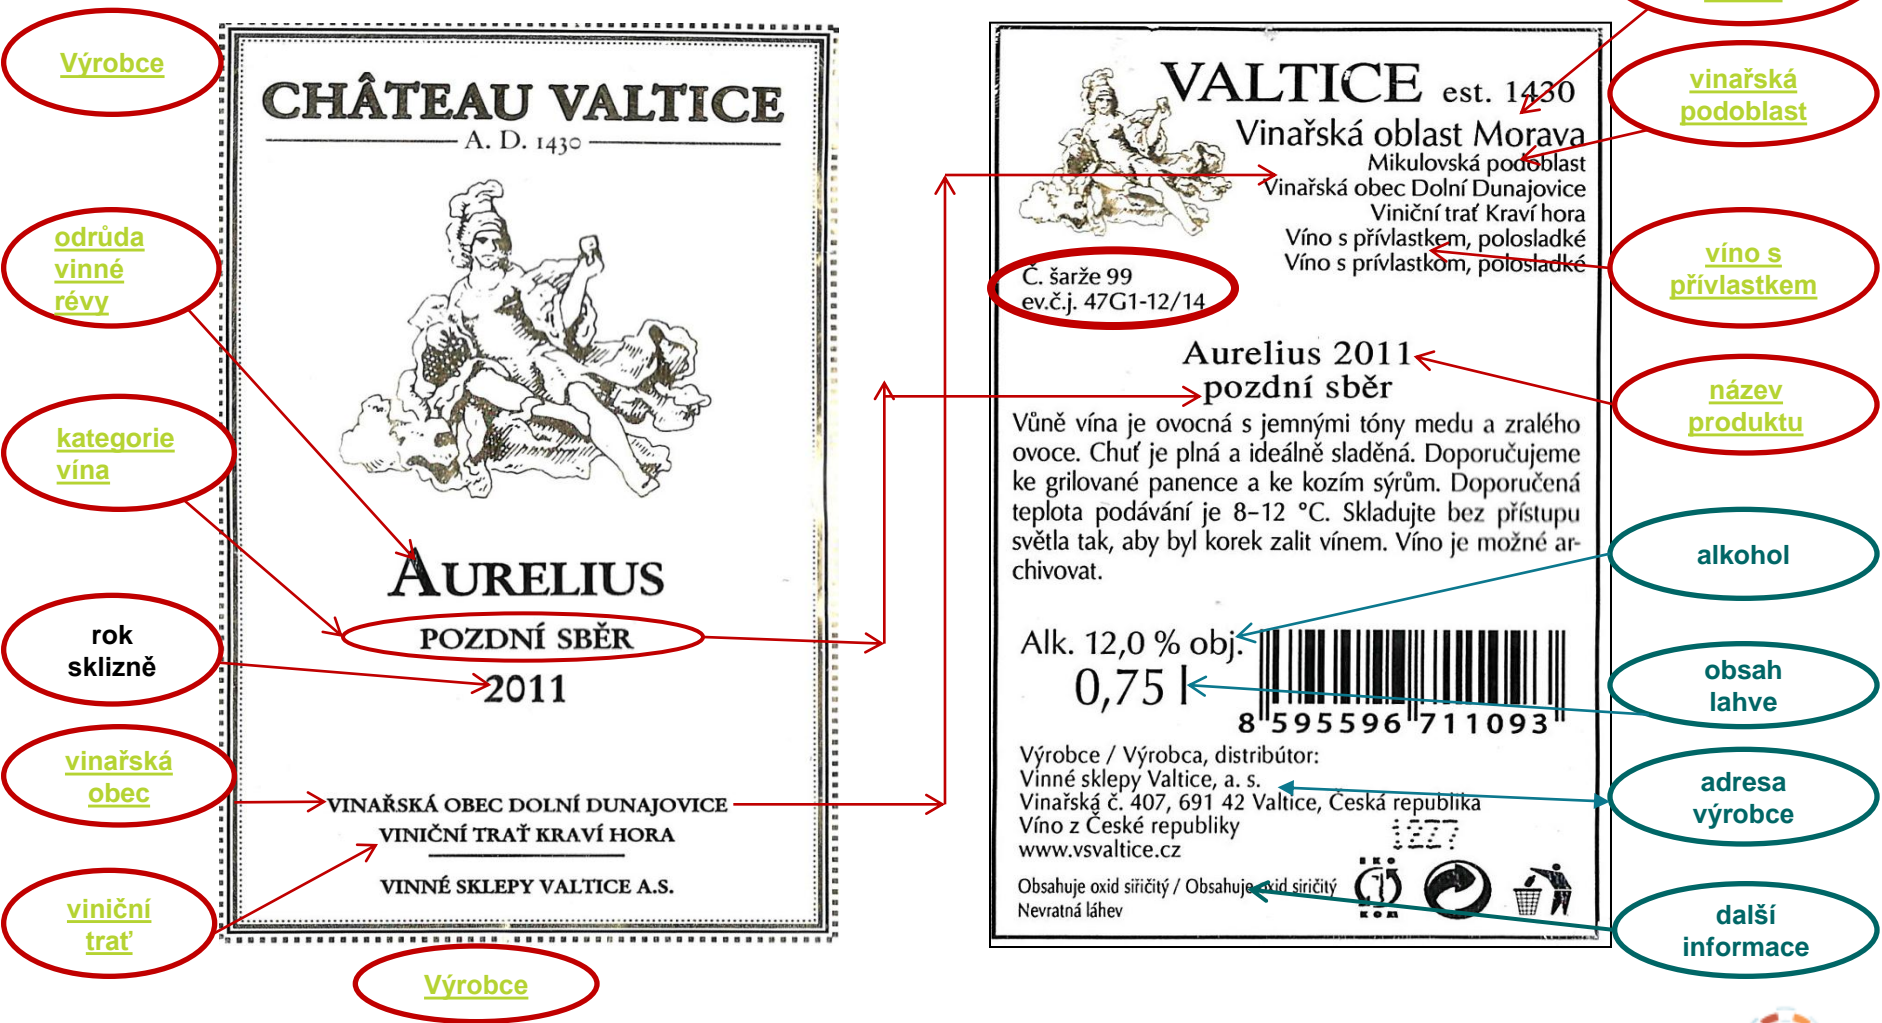 Výrobce
odrůda
vinné
révy
kategorie
vína
rok
sklizně
vinařská
obec
viniční
trať
CHÂTEAU VALTICE
A. D. 1430
AURELIUS
POZDNÍ SBĚR
2011
VINAŘSKÁ OBEC DOLNÍ DUNAJOVICE
VINIČNÍ TRAŤ KRAVÍ HORA
VINNÉ SKLEPY VALTICE A.S.
Výrobce
VALTICE est. 1430
Vinařská oblast Morava
Mikulovská podoblast
Vinařská obec Dolní Dunajovice
Viniční trať Kraví hora
Víno s přívlastkem, polosladké
Víno s prívlastkom, polosladké
Č. šarže 99
ev.č.j. 47G1-12/14
Aurelius 2011
pozdní sběr
Vůně vína je ovocná s jemnými tóny medu a zralého
ovoce. Chuť je plná a ideálně sladěná. Doporučujeme
ke grilované panence a ke kozím sýrům. Doporučená
teplota podávání je 8–12 °C. Skladujte bez přístupu
světla tak, aby byl korek zalit vínem. Víno je možné ar-
chivovat.
Alk. 12,0 % obj.
0,75 l
8 595596 711093
Výrobce / Výrobca, distribútor:
Vinné sklepy Valtice, a. s.
Vinařská č. 407, 691 42 Valtice, Česká republika
Víno z České republiky
www.vsvaltice.cz
1227
Obsahuje oxid siřičitý / Obsahuje oxid siričitý
Nevratná láhev
EKO
KOM
vinařská
podoblast
víno s
přívlastkem
název
produktu
alkohol
obsah
lahve
adresa
výrobce
další
informace